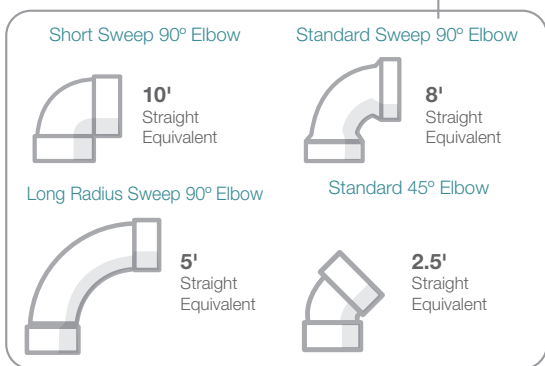 Short Sweep 90º Elbow
10'
Straight
Equivalent
Standard Sweep 90º Elbow
8'
Straight
Equivalent
Long Radius Sweep 90º Elbow
5'
Straight
Equivalent
Standard 45º Elbow
2.5'
Straight
Equivalent